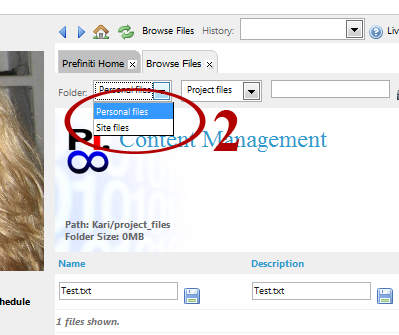 Browse Files History: Liv
Prefiniti Home x Browse Files x
Folder: Personal files Project files
Personal files
Site files
2
Content Management
Path: Kari/project_files
Folder Size: 0MB
Name Description
Test.txt Test.txt
hedule
1 files shown.